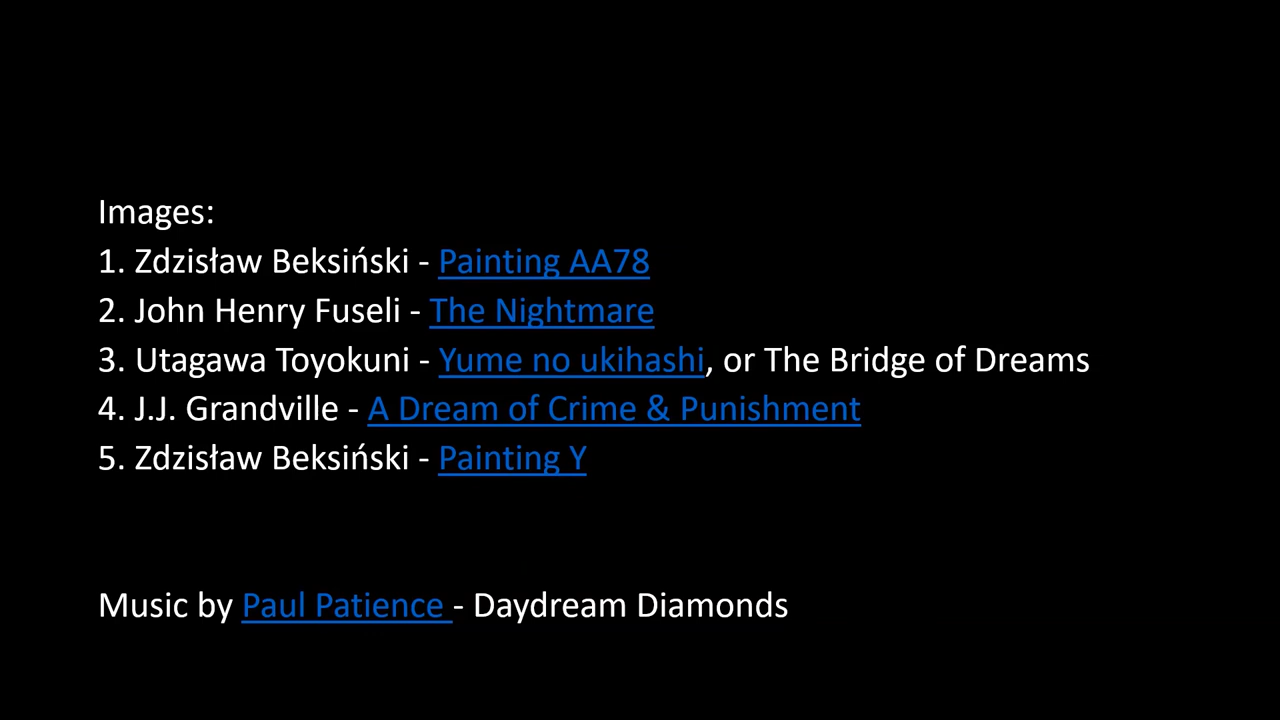 Images:
1. Zdzisław Beksiński - Painting AA78
2. John Henry Fuseli - The Nightmare
3. Utagawa Toyokuni - Yume no ukihashi, or The Bridge of Dreams
4. J.J. Grandville - A Dream of Crime & Punishment
5. Zdzisław Beksiński - Painting Y
Music by Paul Patience - Daydream Diamonds